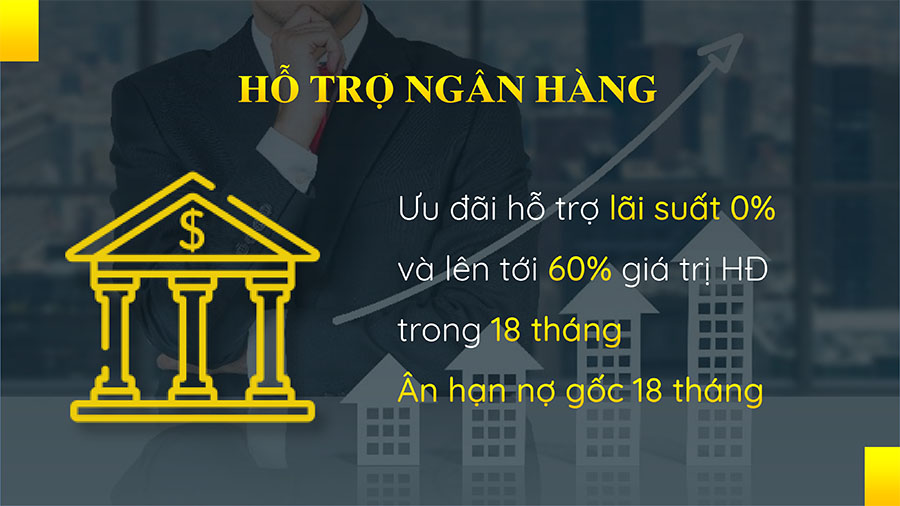 HỖ TRỢ NGÂN HÀNG
$
Ưu đãi hỗ trợ lãi suất 0%
và lên tới 60% giá trị HĐ
trong 18 tháng
Ân hạn nợ gốc 18 tháng